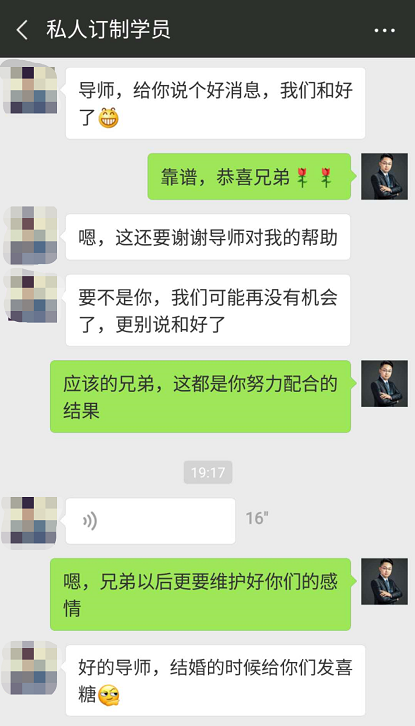 私人订制学员
导师，给你说个好消息，我们和好
了😁
靠谱，恭喜兄弟🌹🌹
嗯，这还要谢谢导师对我的帮助
要不是你，我们可能再没有机会
了，更别说和好了
应该的兄弟，这都是你努力配合的
结果
19:17
16"
嗯，兄弟以后更要维护好你们的感
情
好的导师，结婚的时候给你们发喜
糖